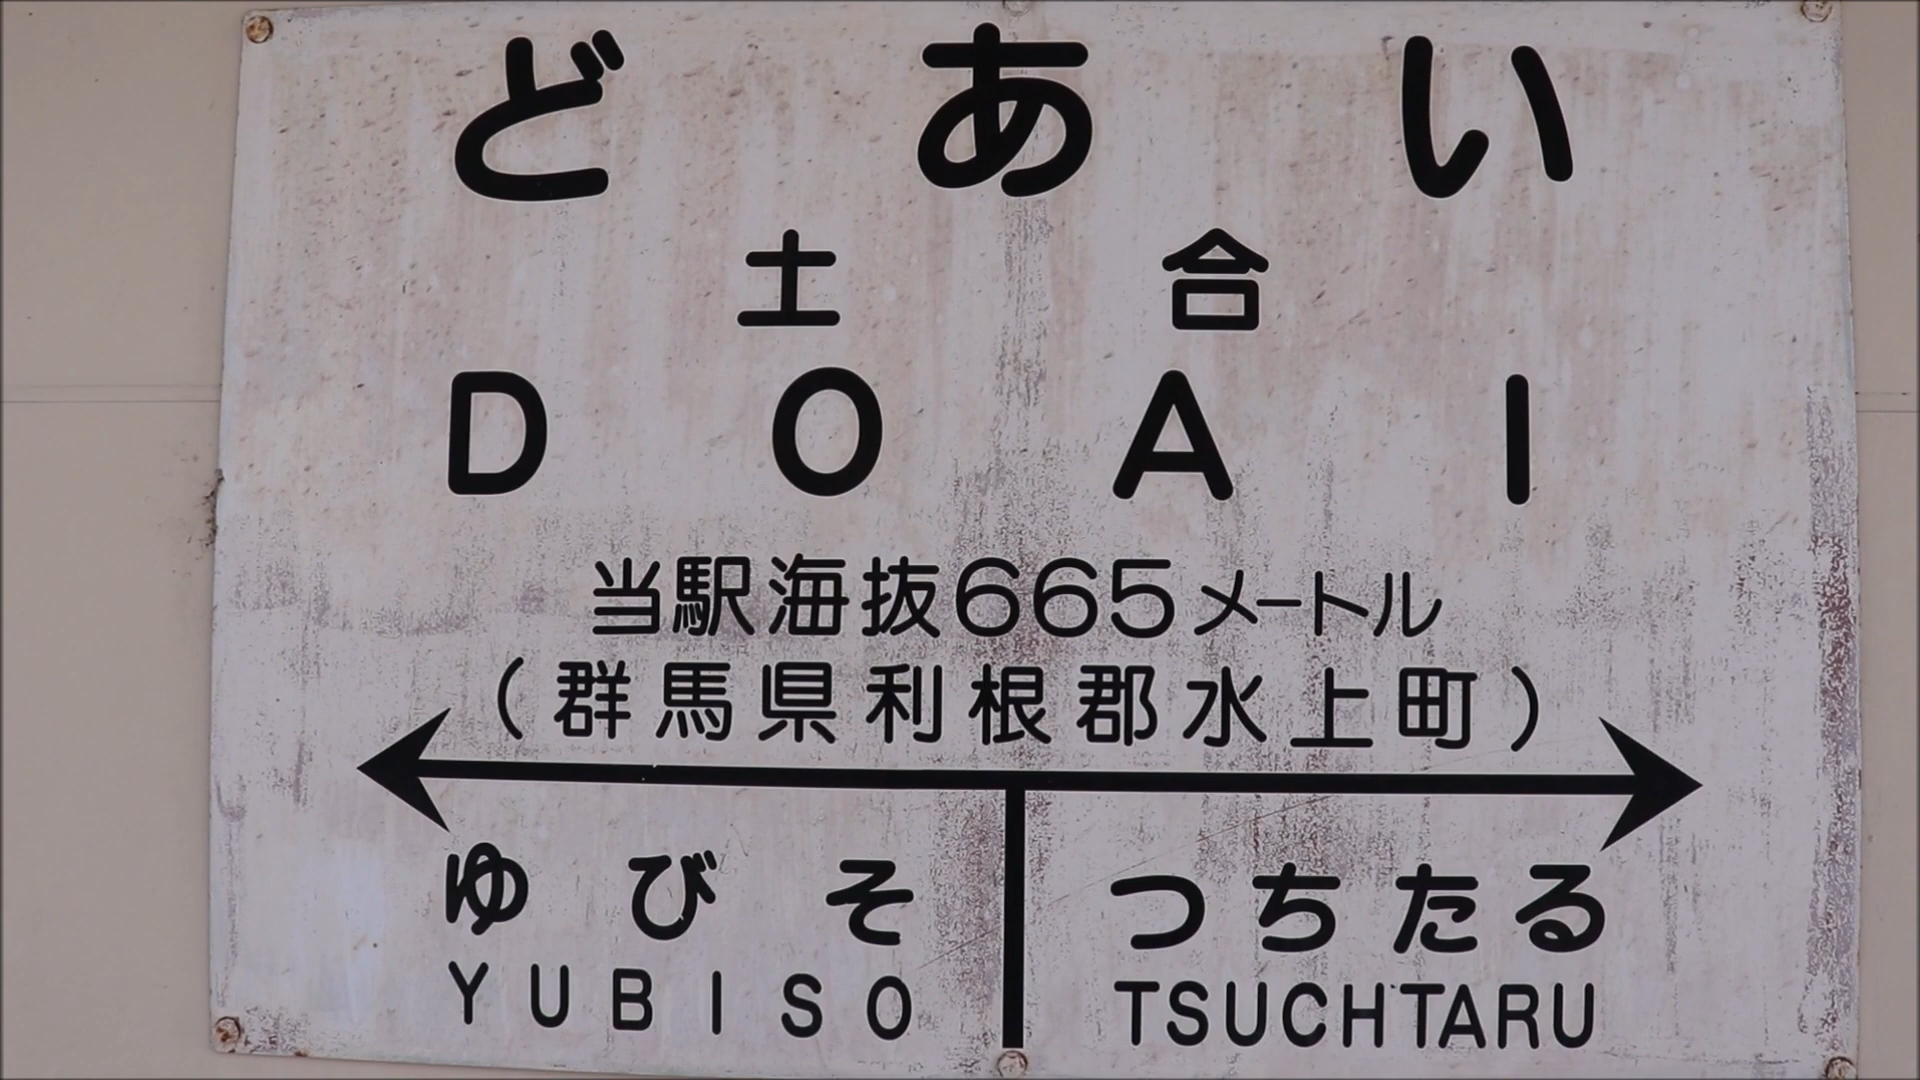 どあい
土合
DOAI
当駅海抜665メートル
(群馬県利根郡水上町)
ゆびそ つちたる
YUBISO TSUCHTARU